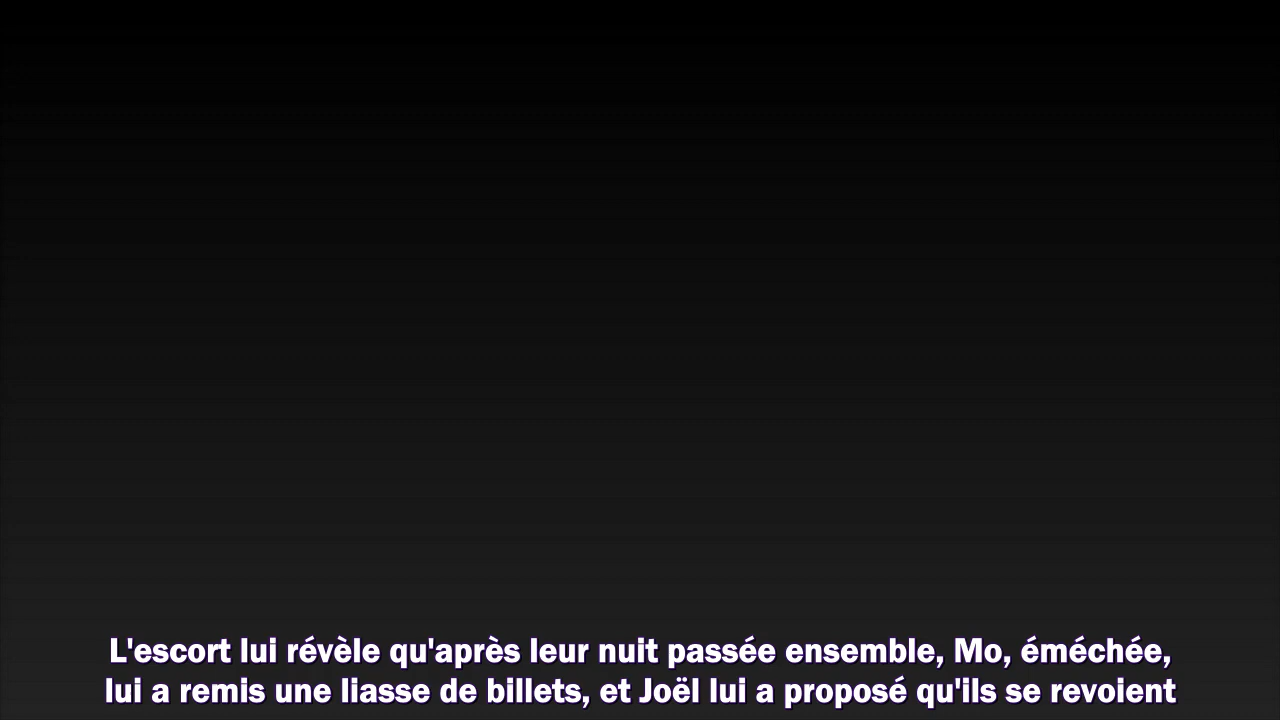 L'escort lui révèle qu'après leur nuit passée ensemble, Mo, éméchée,
lui a remis une liasse de billets, et Joël lui a proposé qu'ils se revoient